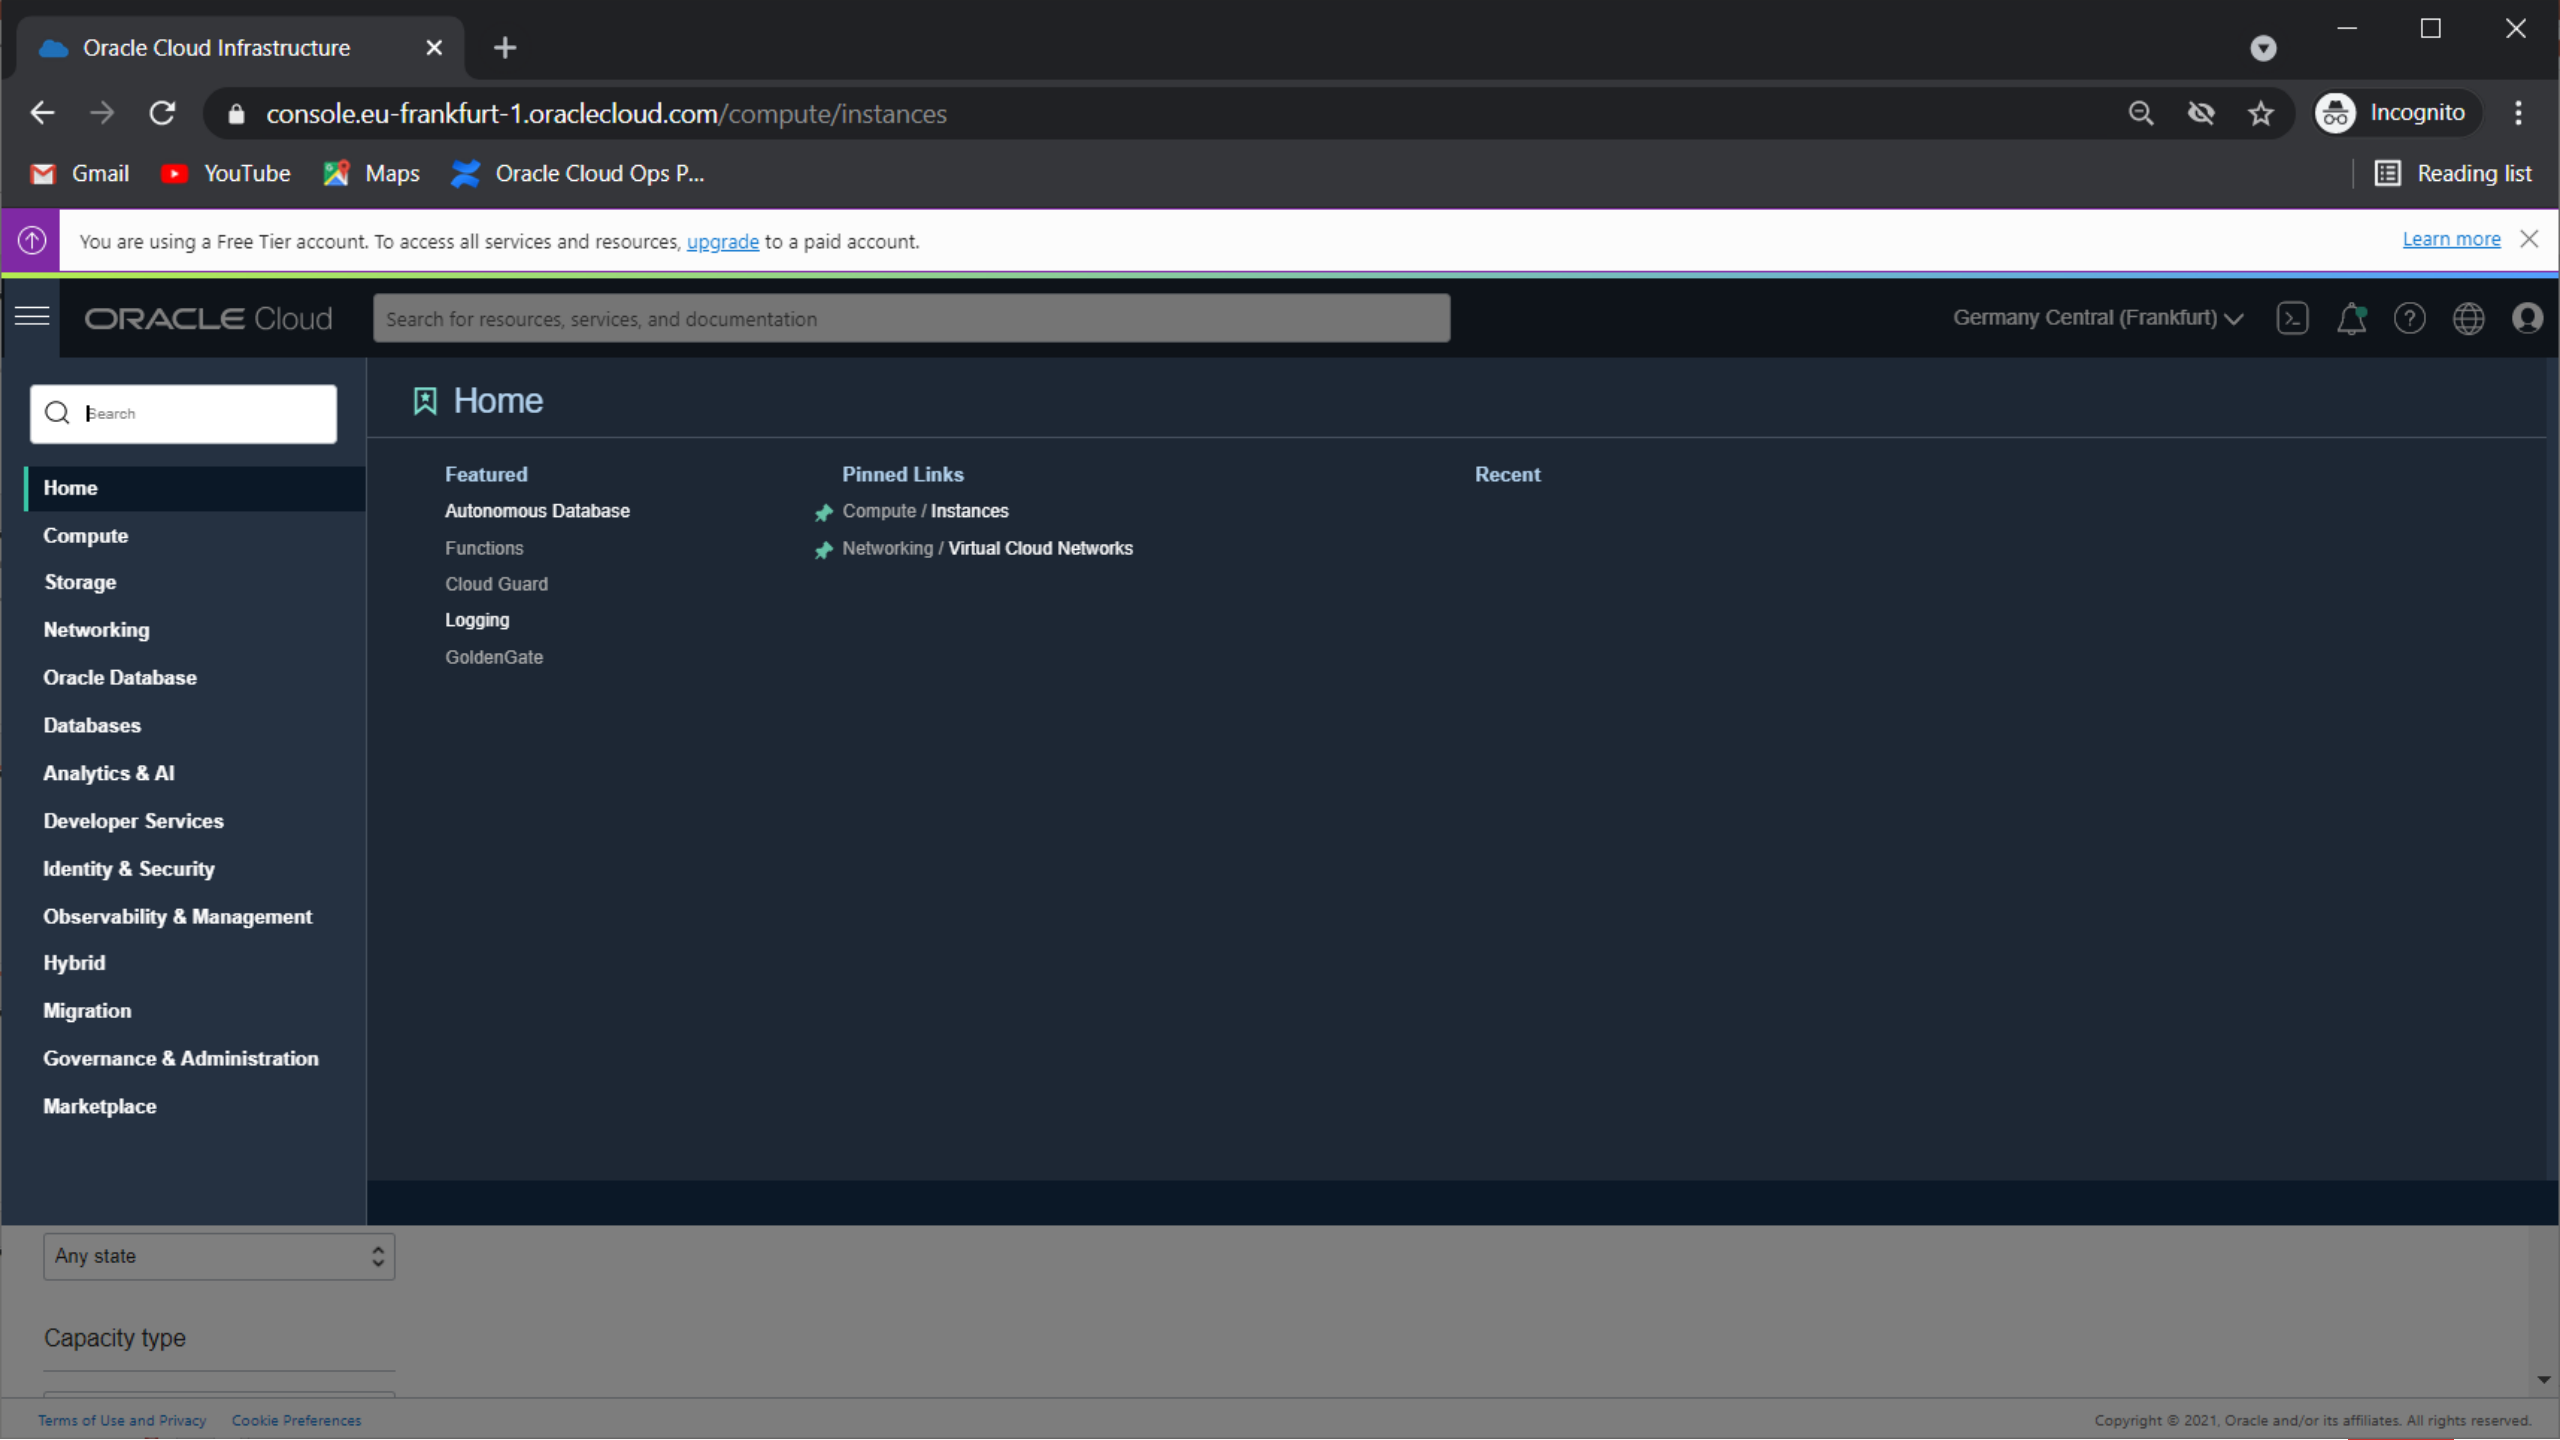 Oracle Cloud Infrastructure
console.eu-frankfurt-1.oraclecloud.com/compute/instances
Incognito
Gmail
YouTube
Maps
Oracle Cloud Ops P...
Reading list
You are using a Free Tier account. To access all services and resources, upgrade to a paid account.
Learn more
ORACLE Cloud
Search for resources, services, and documentation
Germany Central (Frankfurt)
Search
Home
Compute
Storage
Networking
Oracle Database
Databases
Analytics & AI
Developer Services
Identity & Security
Observability & Management
Hybrid
Migration
Governance & Administration
Marketplace
Home
Featured
Autonomous Database
Functions
Cloud Guard
Logging
GoldenGate
Pinned Links
Compute / Instances
Networking / Virtual Cloud Networks
Recent
Any state
Capacity type
Terms of Use and Privacy
Cookie Preferences
Copyright © 2021, Oracle and/or its affiliates. All rights reserved.